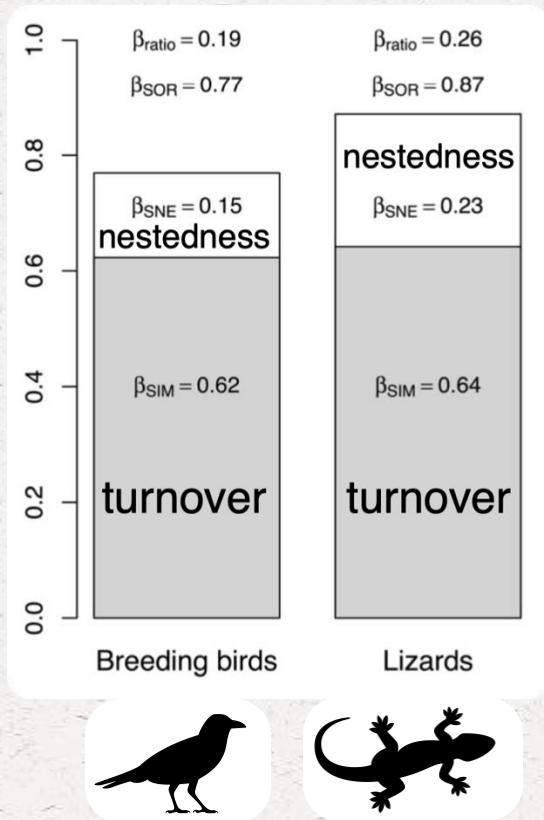 1.0
0.8
0.6
0.4
0.2
0.0
βratio = 0.19
βSOR = 0.77
βSNE = 0.15
nestedness
βSIM = 0.62
turnover
Breeding birds
βratio = 0.26
βSOR = 0.87
nestedness
βSNE = 0.23
βSIM = 0.64
turnover
Lizards